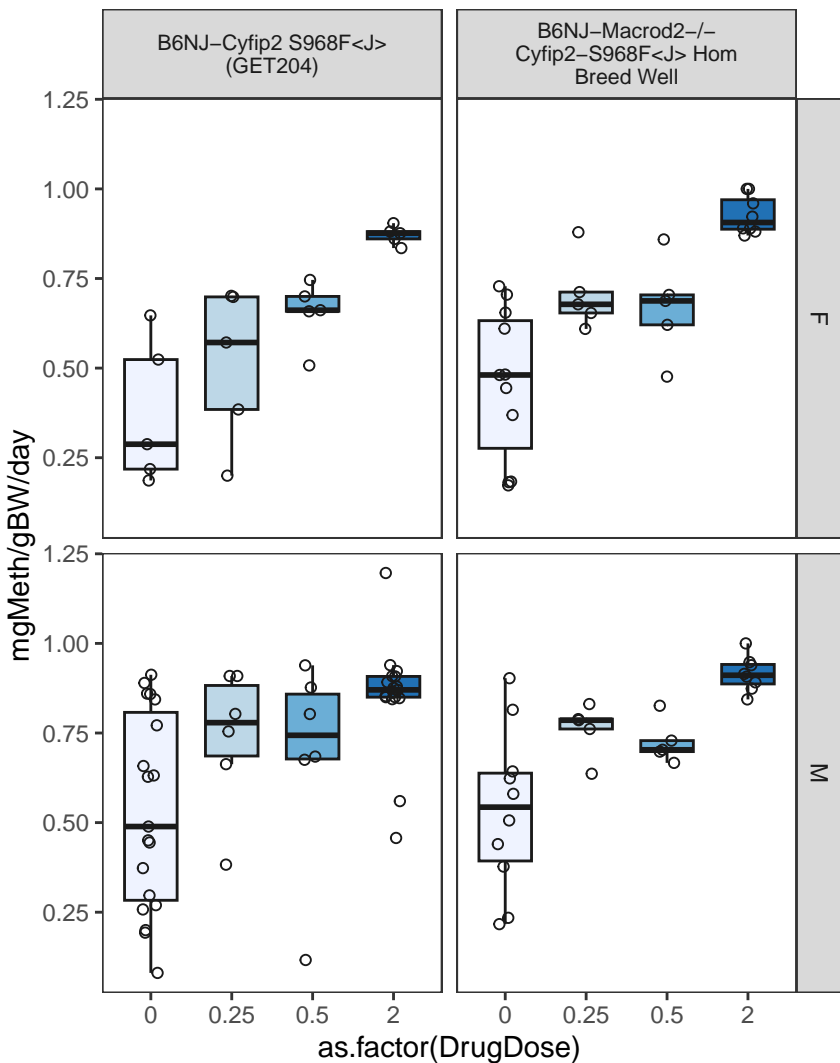 B6NJ−Cyfip2 S968F<J>
(GET204)
B6NJ−Macrod2−/−
Cyfip2−S968F<J> Hom
Breed Well
1.25
1.00
0.75
0.50
0.25
F
1.25
1.00
0.75
0.50
0.25
M
mgMeth/gBW/day
0 0.25 0.5 2
0 0.25 0.5 2
as.factor(DrugDose)